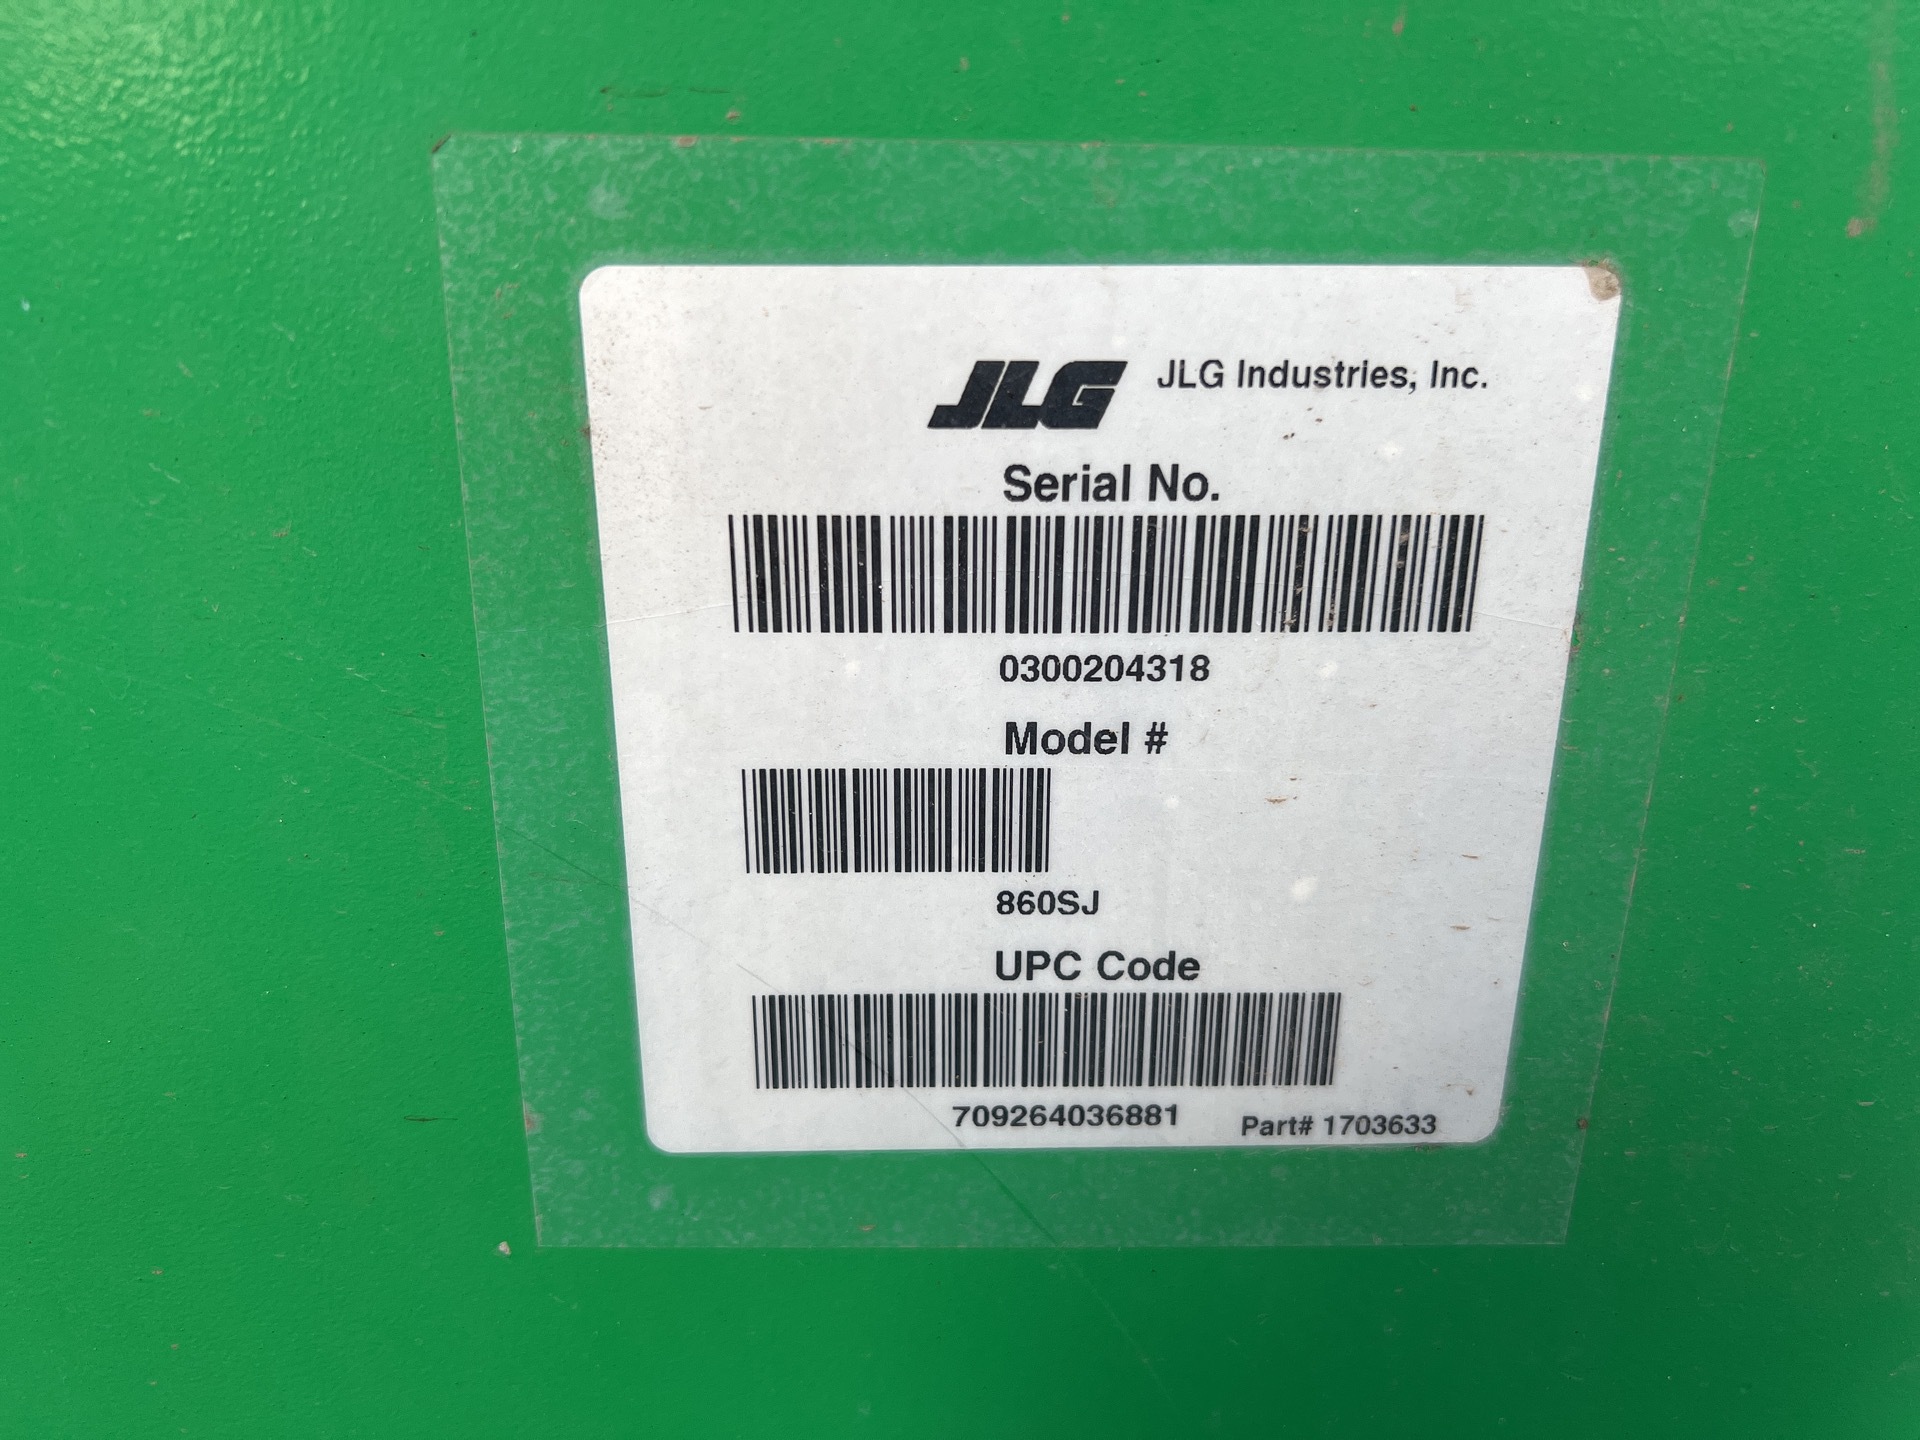 JLG JLG Industries, Inc.
Serial No.
0300204318
Model #
860SJ
UPC Code
709264036881 Part# 1703633